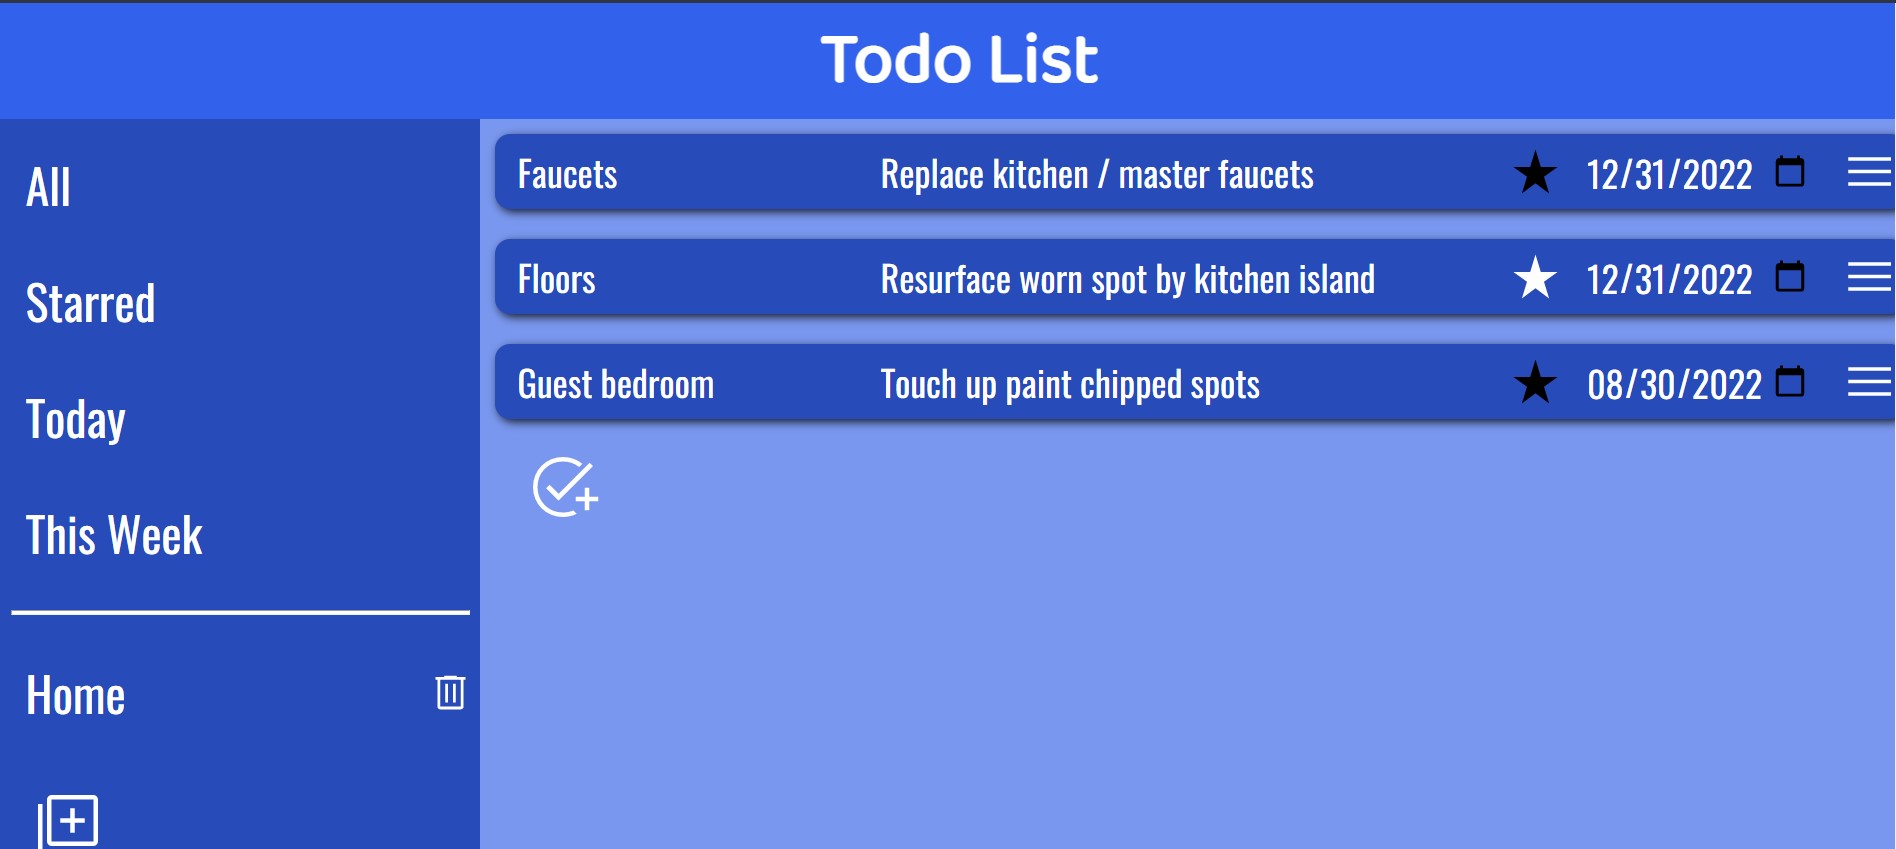 Todo List
All
Starred
Today
This Week
Home
Faucets Replace kitchen / master faucets 12/31/2022
Floors Resurface worn spot by kitchen island 12/31/2022
Guest bedroom Touch up paint chipped spots 08/30/2022